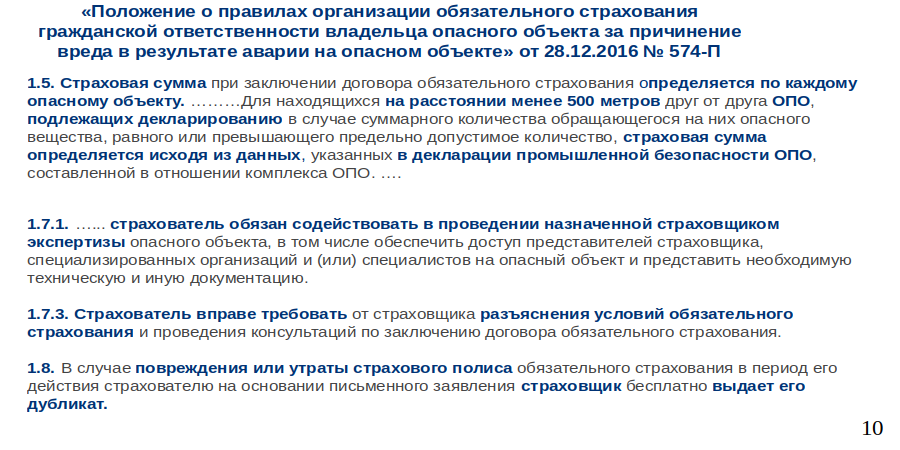 «Положение о правилах организации обязательного страхования
гражданской ответственности владельца опасного объекта за причинение
вреда в результате аварии на опасном объекте» от 28.12.2016 № 574-П
1.5. Страховая сумма при заключении договора обязательного страхования определяется по каждому
опасному объекту. ………Для находящихся на расстоянии менее 500 метров друг от друга ОПО,
подлежащих декларированию в случае суммарного количества обращающегося на них опасного
вещества, равного или превышающего предельно допустимое количество, страховая сумма
определяется исходя из данных, указанных в декларации промышленной безопасности ОПО,
составленной в отношении комплекса ОПО. ….
1.7.1. …... страхователь обязан содействовать в проведении назначенной страховщиком
экспертизы опасного объекта, в том числе обеспечить доступ представителей страховщика,
специализированных организаций и (или) специалистов на опасный объект и представить необходимую
техническую и иную документацию.
1.7.3. Страхователь вправе требовать от страховщика разъяснения условий обязательного
страхования и проведения консультаций по заключению договора обязательного страхования.
1.8. В случае повреждения или утраты страхового полиса обязательного страхования в период его
действия страхователю на основании письменного заявления страховщик бесплатно выдает его
дубликат.
10